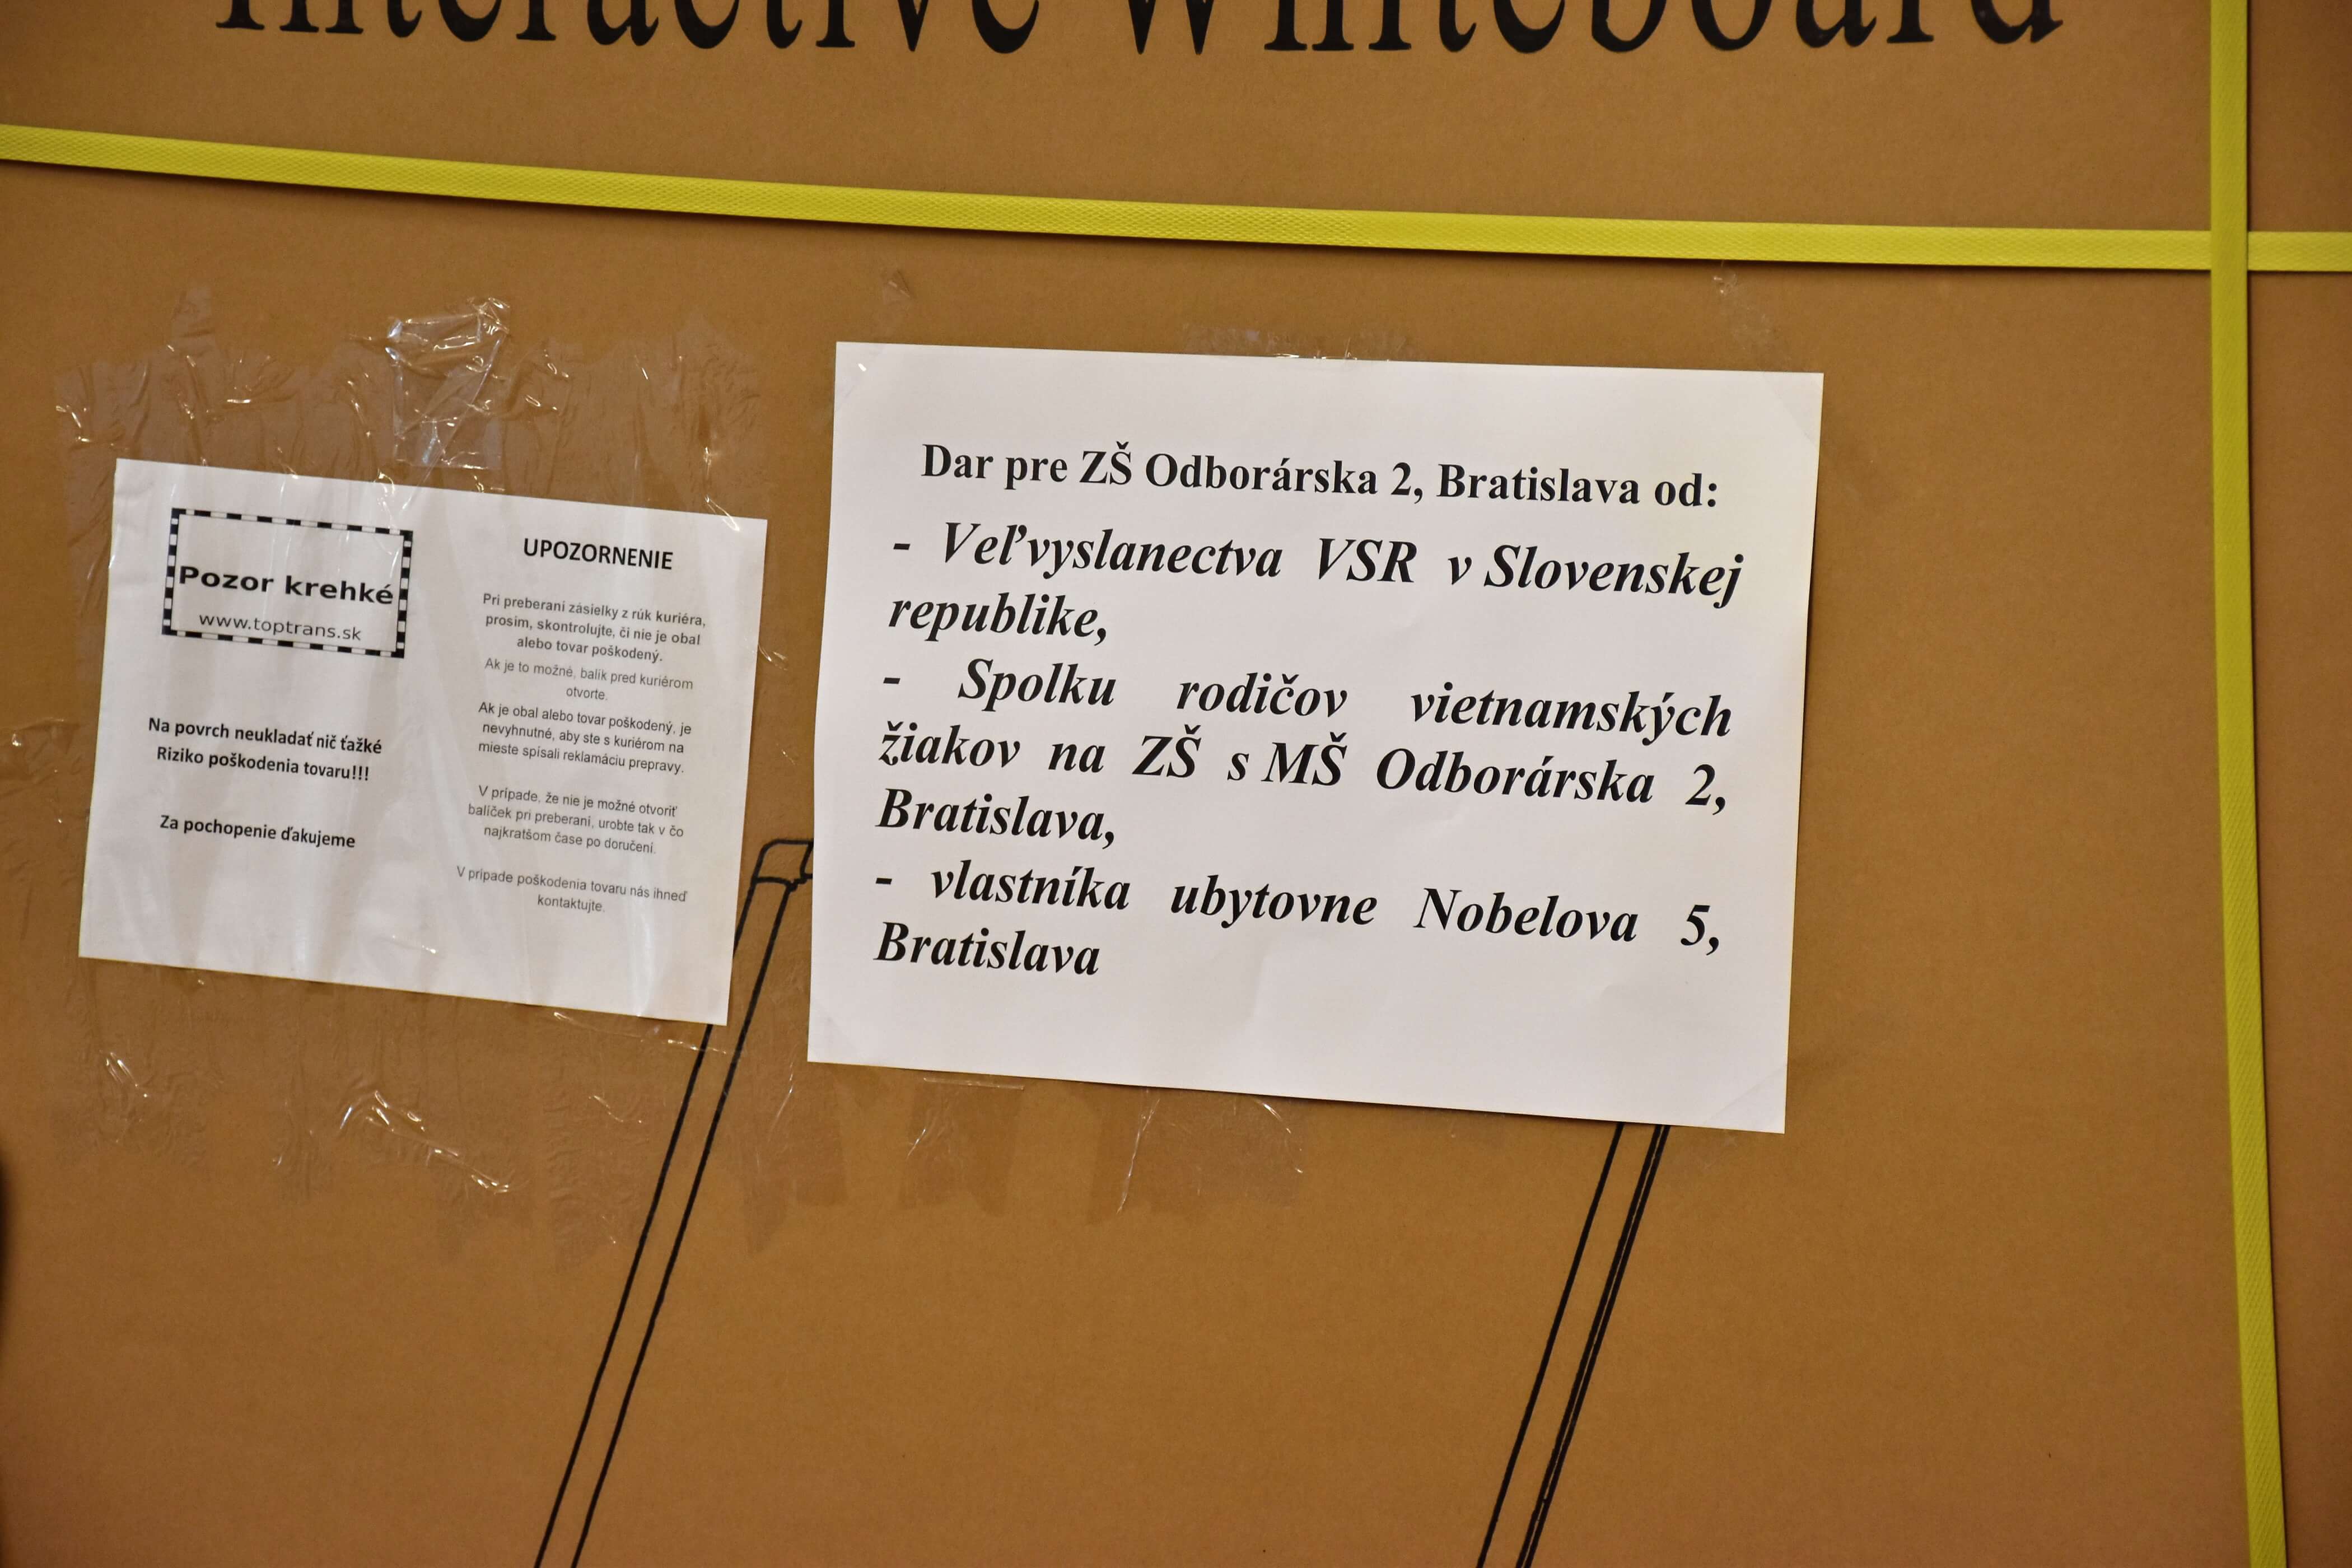 Interactive Whiteboard
Pozor krehké
www.toptrans.sk
Na povrch neukladať nič ťažké
Riziko poškodenia tovaru!!!
Za pochopenie ďakujeme
UPOZORNENIE
Pri preberaní zásielky z rúk kuriéra,
prosím, skontrolujte, či nie je obal
alebo tovar poškodený.
Ak je to možné, balík pred kuriérom
otvorte.
Ak je obal alebo tovar poškodený, je
nevyhnutné, aby ste s kuriérom na
mieste spísali reklamáciu prepravy.
V prípade, že nie je možné otvoriť
balíček pri preberaní, urobte tak v čo
najkratšom čase po doručení.
V prípade poškodenia tovaru nás ihneď
kontaktujte.
Dar pre ZŠ Odborárska 2, Bratislava od:
- Veľvyslanectva VSR v Slovenskej
republike,
- Spolku rodičov vietnamských
žiakov na ZŠ s MŠ Odborárska 2,
Bratislava,
- vlastníka ubytovne Nobelova 5,
Bratislava